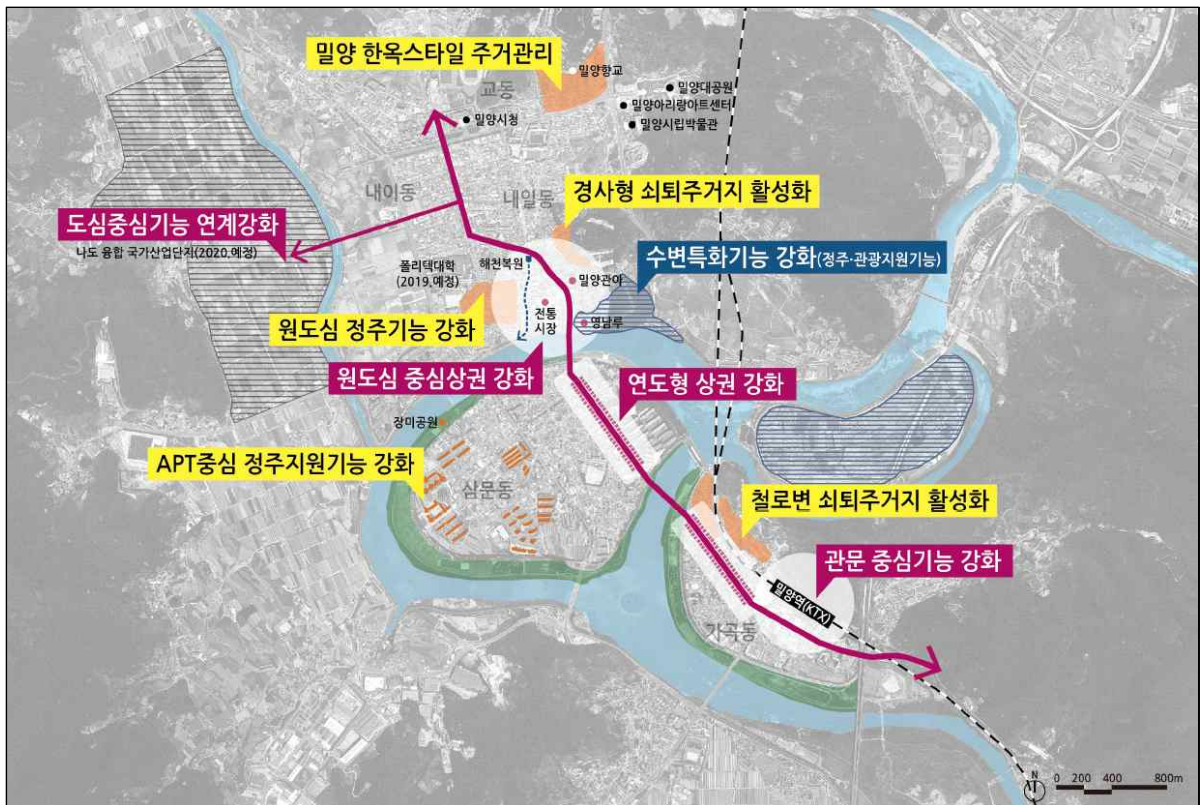 밀양 한옥스타일 주거관리
밀양향교
교동
밀양대공원
밀양아리랑아트센터
밀양시청
밀양시립박물관
내이동
내일동
경사형 쇠퇴주거지 활성화
도심중심기능 연계강화
나도 융합 국가산업단지(2020.예정)
수변특화기능 강화(정주·관광지원기능)
폴리덱대학
(2019.예정)
해천복원
밀양관아
전통
시장
영남루
원도심 정주기능 강화
원도심 중심상권 강화
연도형 상권 강화
장미공원
APT중심 정주지원기능 강화
삼문동
철로변 쇠퇴주거지 활성화
관문 중심기능 강화
밀양역(KTX)
가곡동
N
0 200 400 800m